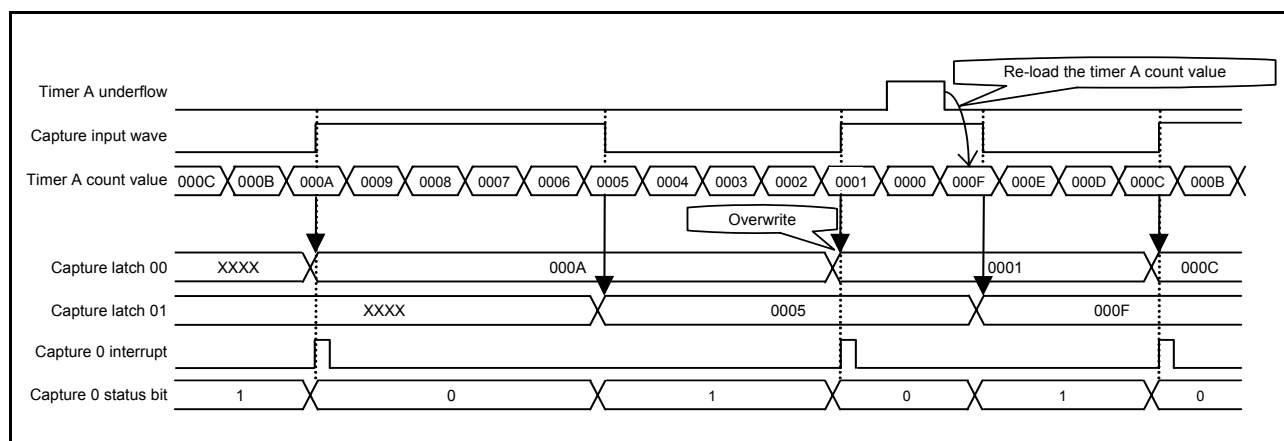 Re-load the timer A count value
Timer A underflow
Capture input wave
Timer A count value 000C 000B 000A 0009 0008 0007 0006 0005 0004 0003 0002 0001 0000 000F 000E 000D 000C 000B
Overwrite
Capture latch 00 XXXX 000A 0001 000C
Capture latch 01 XXXX 0005 000F
Capture 0 interrupt
Capture 0 status bit 1 0 1 0 1 0